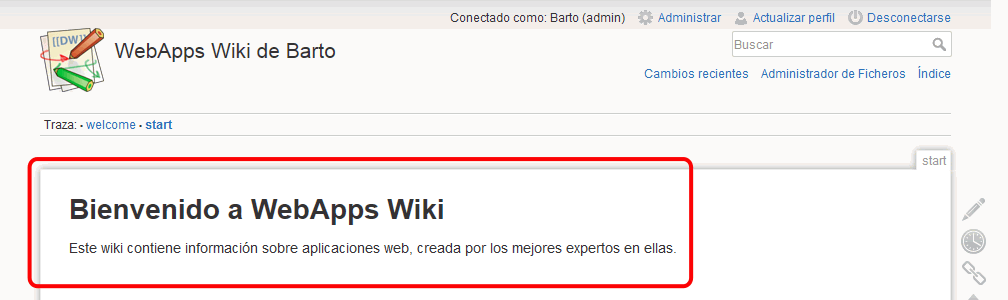 Conectado como: Barto (admin) Administrar Actualizar perfil Desconectarse
[[DW]]
WebApps Wiki de Barto
Buscar
Cambios recientes Administrador de Ficheros Índice
Traza: • welcome • start
start
Bienvenido a WebApps Wiki
Este wiki contiene información sobre aplicaciones web, creada por los mejores expertos en ellas.